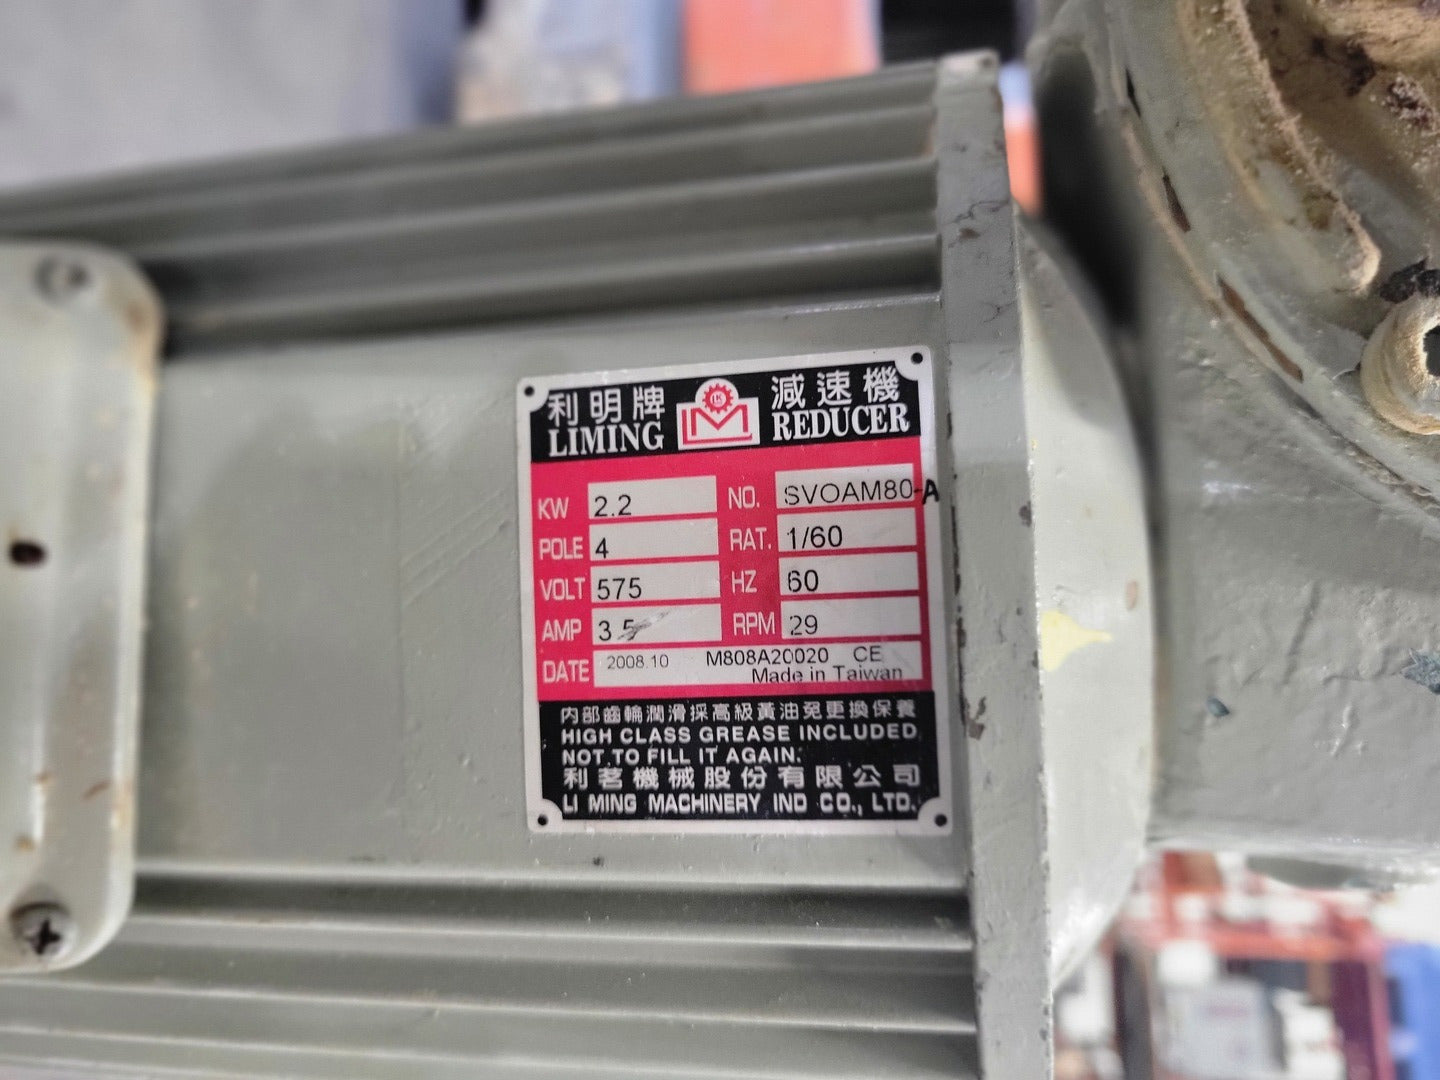 利明牌 減速機
LIMING REDUCER
KW 2.2 NO. SVOAM80-A
POLE 4 RAT. 1/60
VOLT 575 HZ 60
AMP 3.5 RPM 29
DATE 2008.10 M808A20020 CE
Made in Taiwan
內部齒輪潤滑採高級黃油免更換保養
HIGH CLASS GREASE INCLUDED
NOT TO FILL IT AGAIN.
利茗機械股份有限公司
LI MING MACHINERY IND CO., LTD.